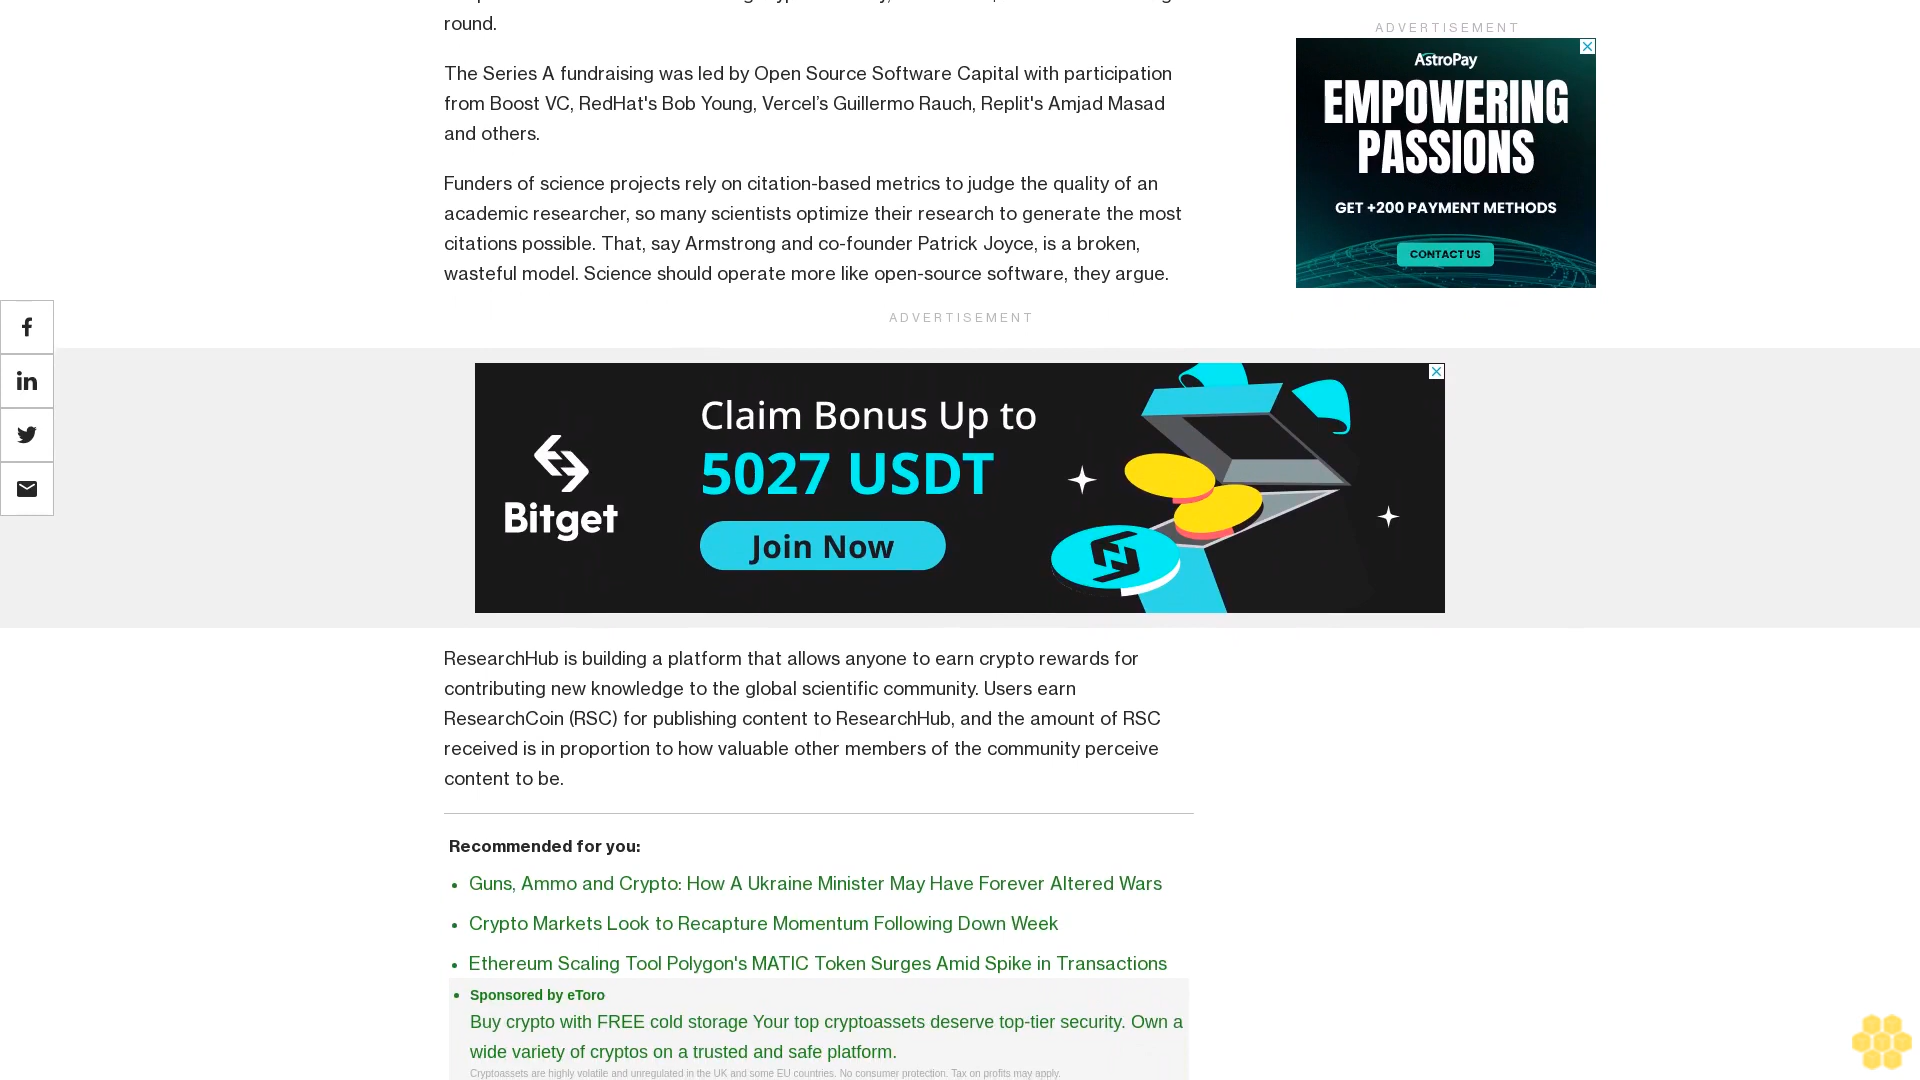 round.
The Series A fundraising was led by Open Source Software Capital with participation
from Boost VC, RedHat's Bob Young, Vercel’s Guillermo Rauch, Replit's Amjad Masad
and others.
Funders of science projects rely on citation-based metrics to judge the quality of an
academic researcher, so many scientists optimize their research to generate the most
citations possible. That, say Armstrong and co-founder Patrick Joyce, is a broken,
wasteful model. Science should operate more like open-source software, they argue.
ADVERTISEMENT
AstroPay
EMPOWERING
PASSIONS
GET +200 PAYMENT METHODS
CONTACT US
ADVERTISEMENT
Bitget
Claim Bonus Up to
5027 USDT
Join Now
ResearchHub is building a platform that allows anyone to earn crypto rewards for
contributing new knowledge to the global scientific community. Users earn
ResearchCoin (RSC) for publishing content to ResearchHub, and the amount of RSC
received is in proportion to how valuable other members of the community perceive
content to be.
Recommended for you:
• Guns, Ammo and Crypto: How A Ukraine Minister May Have Forever Altered Wars
• Crypto Markets Look to Recapture Momentum Following Down Week
• Ethereum Scaling Tool Polygon's MATIC Token Surges Amid Spike in Transactions
• Sponsored by eToro
Buy crypto with FREE cold storage Your top cryptoassets deserve top-tier security. Own a
wide variety of cryptos on a trusted and safe platform.
Cryptoassets are highly volatile and unregulated in the UK and some EU countries. No consumer protection. Tax on profits may apply.